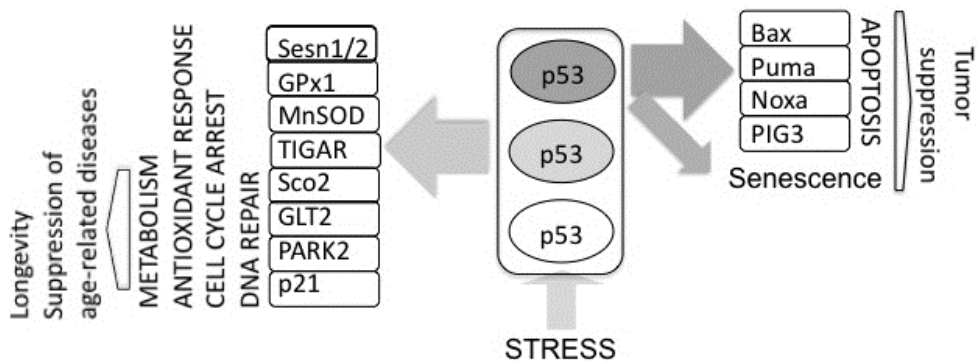 Longevity
Suppression of
age-related diseases
METABOLISM
ANTIOXIDANT RESPONSE
CELL CYCLE ARREST
DNA REPAIR
Sesn1/2
GPx1
MnSOD
TIGAR
Sco2
GLT2
PARK2
p21
p53
p53
p53
STRESS
Bax
Puma
Noxa
PIG3
APOPTOSIS
Senescence
Tumor
suppression